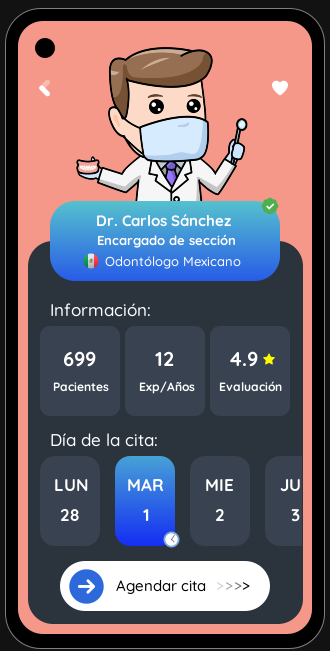 Dr. Carlos Sánchez
Encargado de sección
Odontólogo Mexicano
Información:
699 12 4.9
Pacientes Exp/Años Evaluación
Día de la cita:
LUN MAR MIE JU
28 1 2 3
Agendar cita >>>>